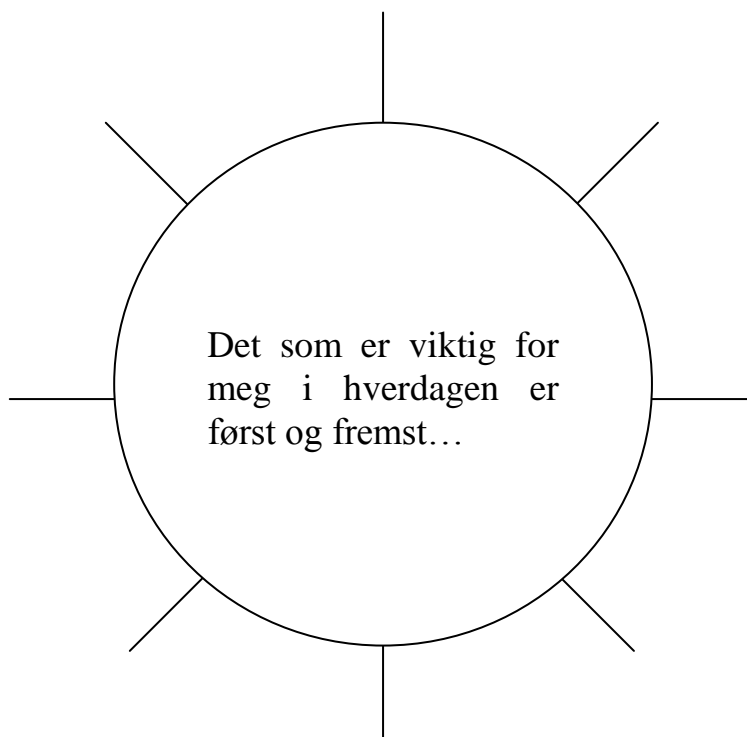 Det som er viktig for
meg i hverdagen er
først og fremst…